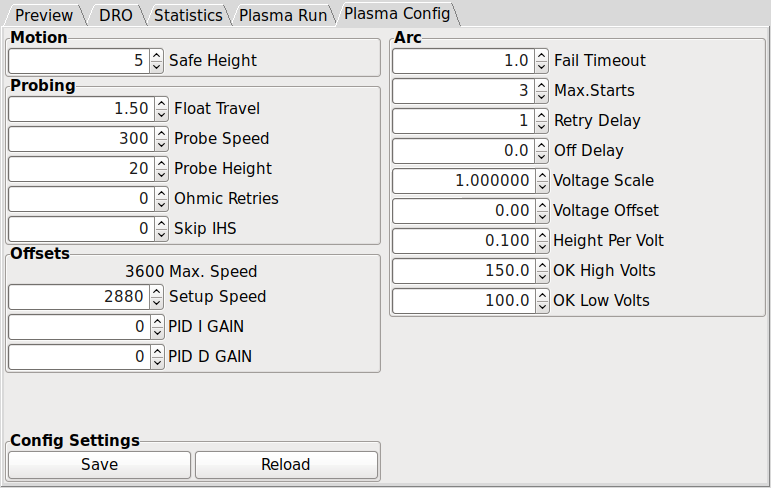 Preview DRO Statistics Plasma Run Plasma Config
Motion
5 Safe Height
Probing
1.50 Float Travel
300 Probe Speed
20 Probe Height
0 Ohmic Retries
0 Skip IHS
Offsets
3600 Max. Speed
2880 Setup Speed
0 PID I GAIN
0 PID D GAIN
Config Settings
Save Reload
Arc
1.0 Fail Timeout
3 Max.Starts
1 Retry Delay
0.0 Off Delay
1.000000 Voltage Scale
0.00 Voltage Offset
0.100 Height Per Volt
150.0 OK High Volts
100.0 OK Low Volts